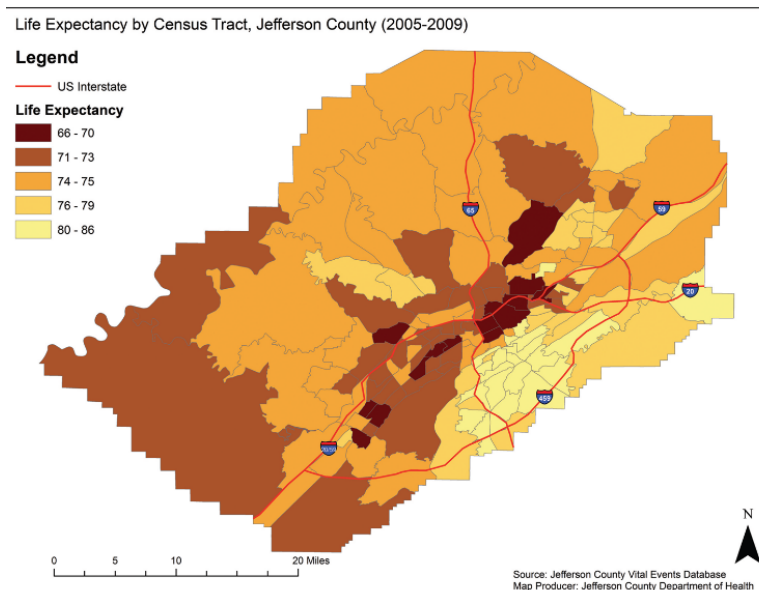 Life Expectancy by Census Tract, Jefferson County (2005-2009)
Legend
US Interstate
Life Expectancy
66 - 70
71 - 73
74 - 75
76 - 79
80 - 86
65
59
20
459
20/59
N
0 5 10 20 Miles
Source: Jefferson County Vital Events Database
Map Producer: Jefferson County Department of Health